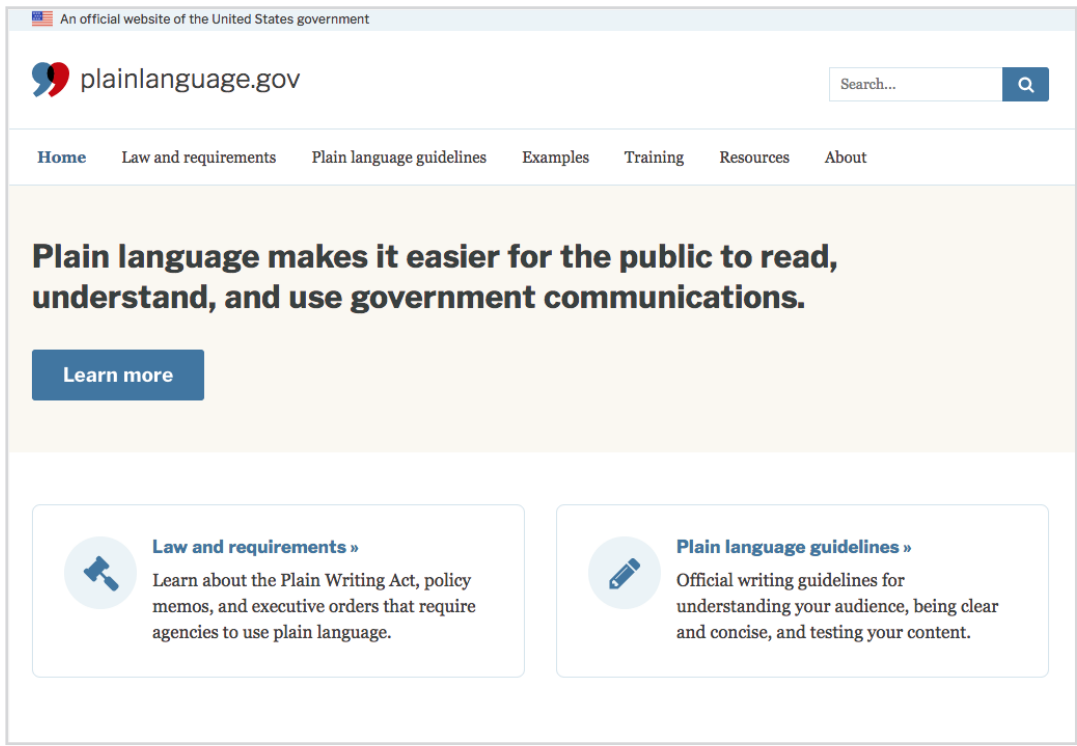 An official website of the United States government
plainlanguage.gov
Search...
Home Law and requirements Plain language guidelines Examples Training Resources About
Plain language makes it easier for the public to read,
understand, and use government communications.
Learn more
Law and requirements »
Learn about the Plain Writing Act, policy
memos, and executive orders that require
agencies to use plain language.
Plain language guidelines »
Official writing guidelines for
understanding your audience, being clear
and concise, and testing your content.